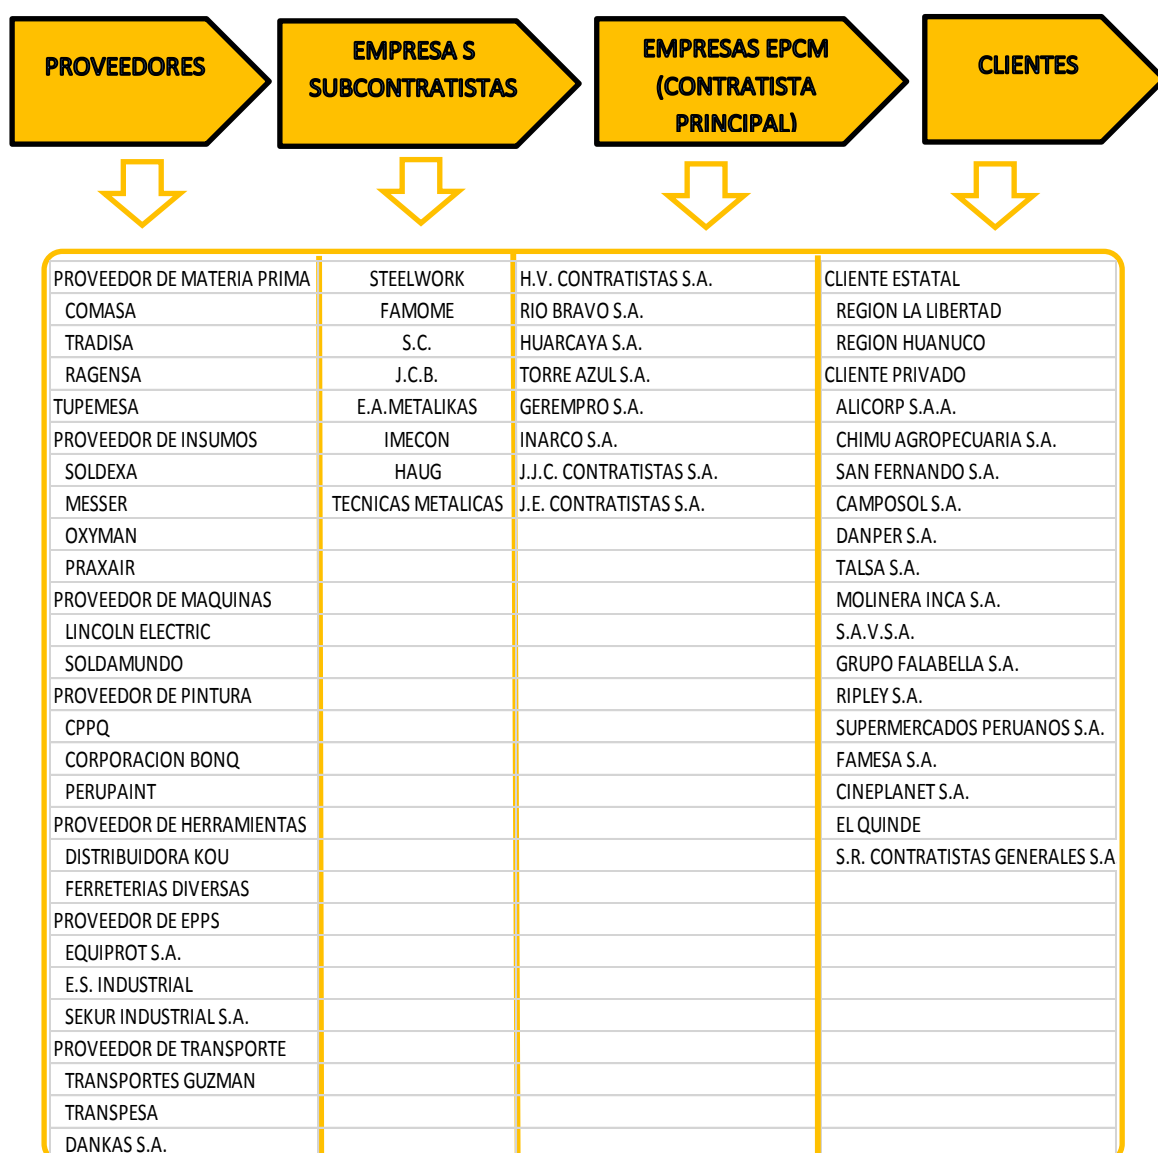 PROVEEDORES
EMPRESA S
SUBCONTRATISTAS
EMPRESAS EPCM
(CONTRATISTA
PRINCIPAL)
CLIENTES
PROVEEDOR DE MATERIA PRIMA
COMASA
TRADISA
RAGENSA
TUPEMESA
PROVEEDOR DE INSUMOS
SOLDEXA
MESSER
OXYMAN
PRAXAIR
PROVEEDOR DE MAQUINAS
LINCOLN ELECTRIC
SOLDAMUNDO
PROVEEDOR DE PINTURA
CPPQ
CORPORACION BONQ
PERUPAINT
PROVEEDOR DE HERRAMIENTAS
DISTRIBUIDORA KOU
FERRETERIAS DIVERSAS
PROVEEDOR DE EPPS
EQUIPROT S.A.
E.S. INDUSTRIAL
SEKUR INDUSTRIAL S.A.
PROVEEDOR DE TRANSPORTE
TRANSPORTES GUZMAN
TRANSPESA
DANKAS S.A.
STEELWORK
FAMOME
S.C.
J.C.B.
E.A.METALIKAS
IMECON
HAUG
TECNICAS METALICAS
H.V. CONTRATISTAS S.A.
RIO BRAVO S.A.
HUARCAYA S.A.
TORRE AZUL S.A.
GEREMPRO S.A.
INARCO S.A.
J.J.C. CONTRATISTAS S.A.
J.E. CONTRATISTAS S.A.
CLIENTE ESTATAL
REGION LA LIBERTAD
REGION HUANUCO
CLIENTE PRIVADO
ALICORP S.A.A.
CHIMU AGROPECUARIA S.A.
SAN FERNANDO S.A.
CAMPOSOL S.A.
DANPER S.A.
TALSA S.A.
MOLINERA INCA S.A.
S.A.V.S.A.
GRUPO FALABELLA S.A.
RIPLEY S.A.
SUPERMERCADOS PERUANOS S.A.
FAMESA S.A.
CINEPLANET S.A.
EL QUINDE
S.R. CONTRATISTAS GENERALES S.A